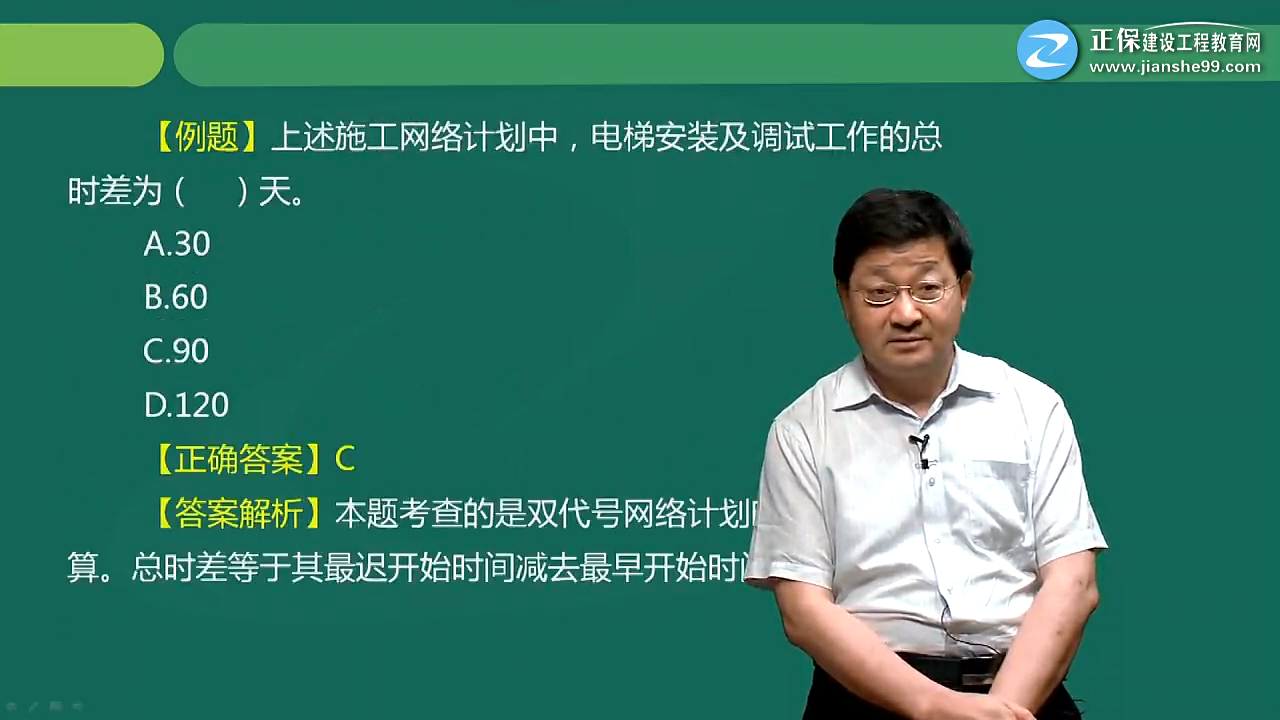 正保建设工程教育网
www.jianshe99.com
【例题】上述施工网络计划中，电梯安装及调试工作的总
时差为（ ）天。
A.30
B.60
C.90
D.120
【正确答案】C
【答案解析】本题考查的是双代号网络计划
算。总时差等于其最迟开始时间减去最早开始时